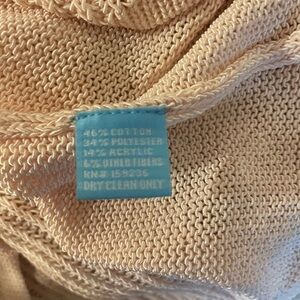 46% COTTON
34% POLYESTER
14% ACRYLIC
6% OTHER FIBERS
RN# 159236
DRY CLEAN ONLY